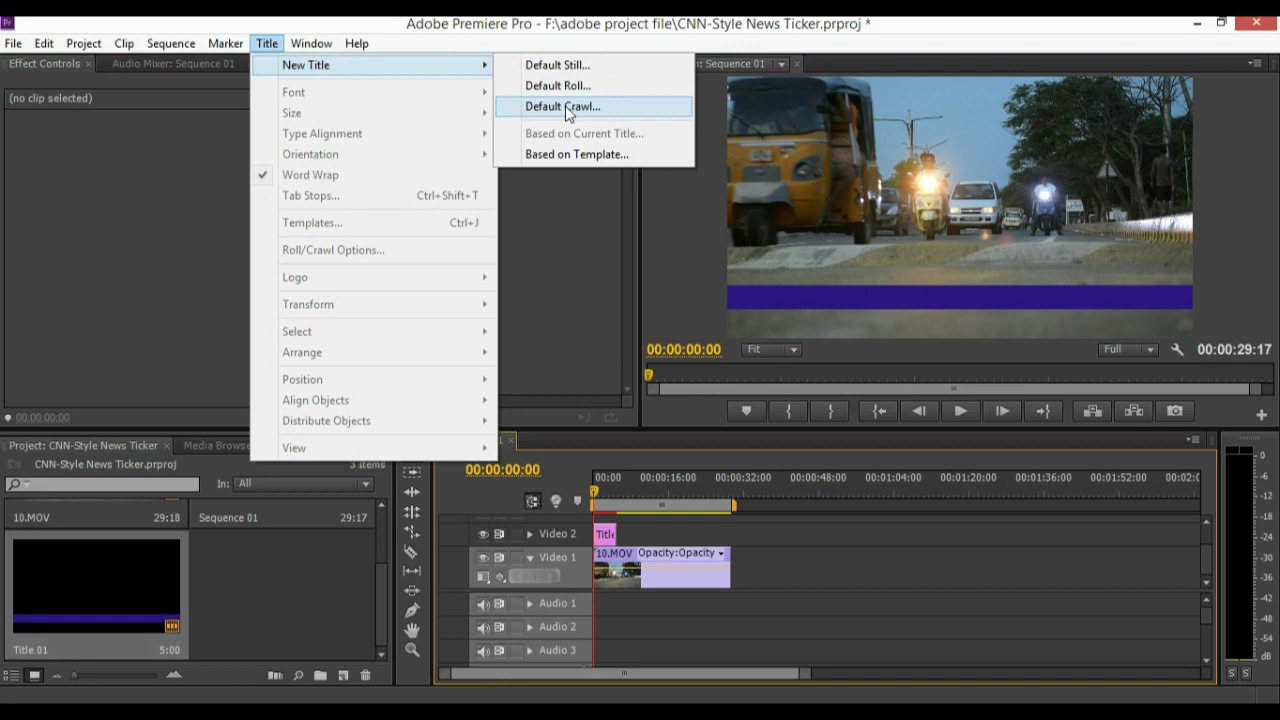 Pr
Adobe Premiere Pro - F:\adobe project file\CNN-Style News Ticker.prproj *
File Edit Project Clip Sequence Marker Title Window Help
Effect Controls Audio Mixer: Sequence 01
(no clip selected)
New Title
Font
Size
Type Alignment
Orientation
Word Wrap
Tab Stops... Ctrl+Shift+T
Templates... Ctrl+J
Roll/Crawl Options...
Logo
Transform
Select
Arrange
Position
Align Objects
Distribute Objects
View
Default Still...
Default Roll...
Default Crawl...
Based on Current Title...
Based on Template...
: Sequence 01
00:00:00:00 Fit Full 00:00:29:17
00:00:00:00
Project: CNN-Style News Ticker Media Browse
CNN-Style News Ticker.prproj 3 Items
In: All
10.MOV 29:18 Sequence 01 29:17
Title 01 5:00
1
00:00:00:00
00:00 00:00:16:00 00:00:32:00 00:00:48:00 00:01:04:00 00:01:20:00 00:01:36:00 00:01:52:00 00:02:0
Video 2 Title
Video 1 10.MOV Opacity:Opacity
Audio 1
Audio 2
Audio 3
0
-6
-12
-18
-24
-30
-36
-42
-48
-54
dB
S S